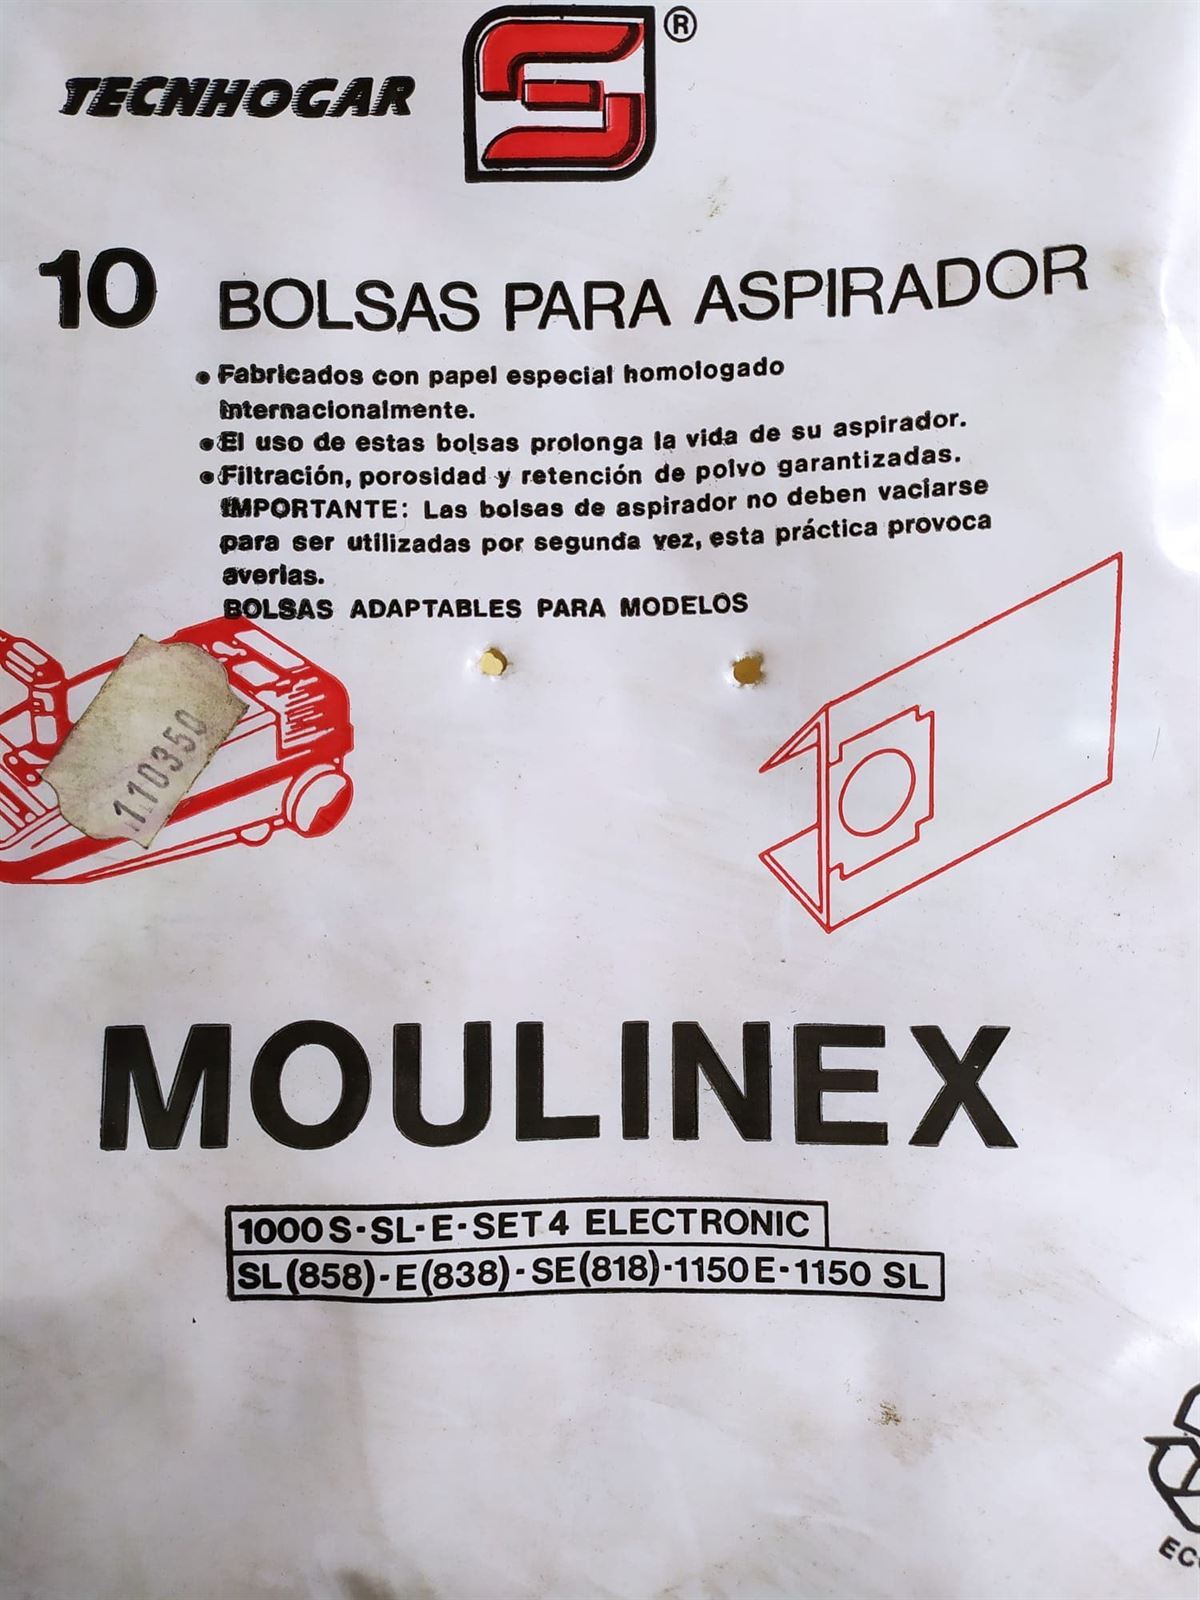 TECNHOGAR
®
10 BOLSAS PARA ASPIRADOR
• Fabricados con papel especial homologado
internacionalmente.
• El uso de estas bolsas prolonga la vida de su aspirador.
• Filtración, porosidad y retención de polvo garantizadas.
IMPORTANTE: Las bolsas de aspirador no deben vaciarse
para ser utilizadas por segunda vez, esta práctica provoca
averias.
BOLSAS ADAPTABLES PARA MODELOS
110350
MOULINEX
1000 S-SL-E-SET 4 ELECTRONIC
SL (858)-E (838)-SE (818)-1150 E-1150 SL